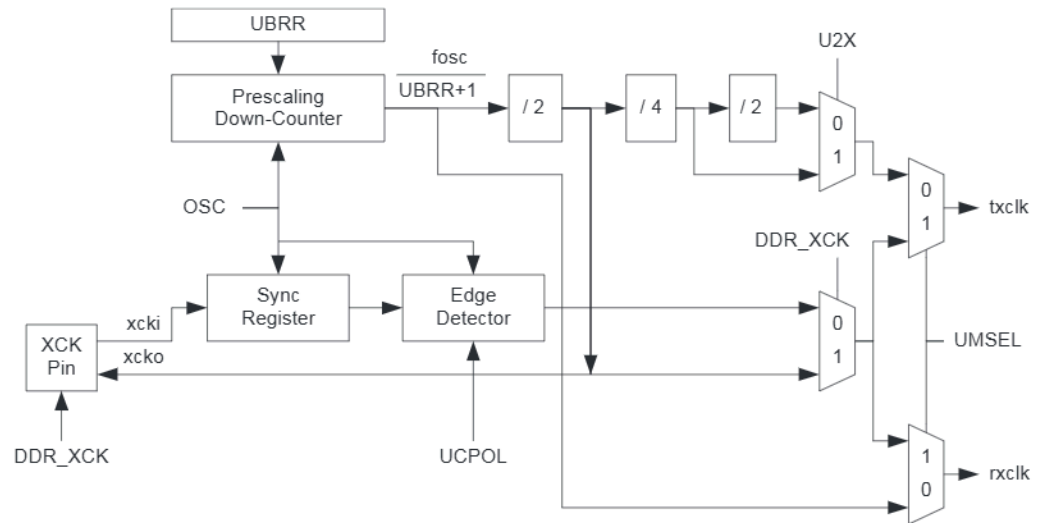 UBRR
fosc
UBRR+1
U2X
Prescaling
Down-Counter
/ 2
/ 4
/ 2
0
1
OSC
0
1
txclk
DDR_XCK
Sync
Register
Edge
Detector
xcki
xcko
XCK
Pin
0
1
UMSEL
DDR_XCK
UCPOL
1
0
rxclk